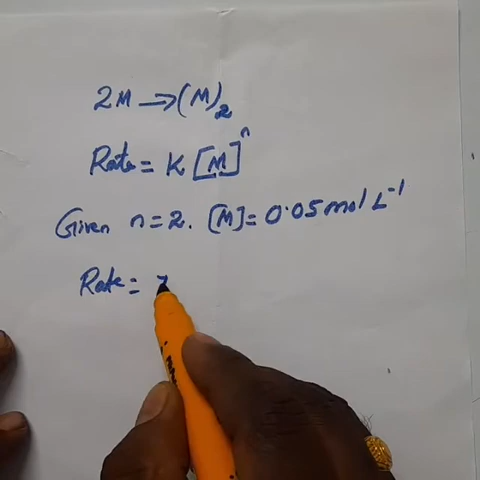 2M → (M)₂
Rate = K [M]ⁿ
Given n = 2. [M] = 0.05 mol L⁻¹
Rate =